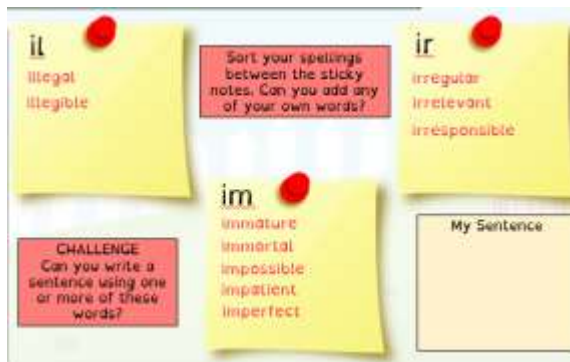 il
illegal
illegible
Sort your spellings
between the sticky
notes. Can you add any
of your own words?
ir
irregular
irrelevant
irresponsible
im
immature
immortal
impossible
impatient
imperfect
CHALLENGE
Can you write a
sentence using one
or more of these
words?
My Sentence